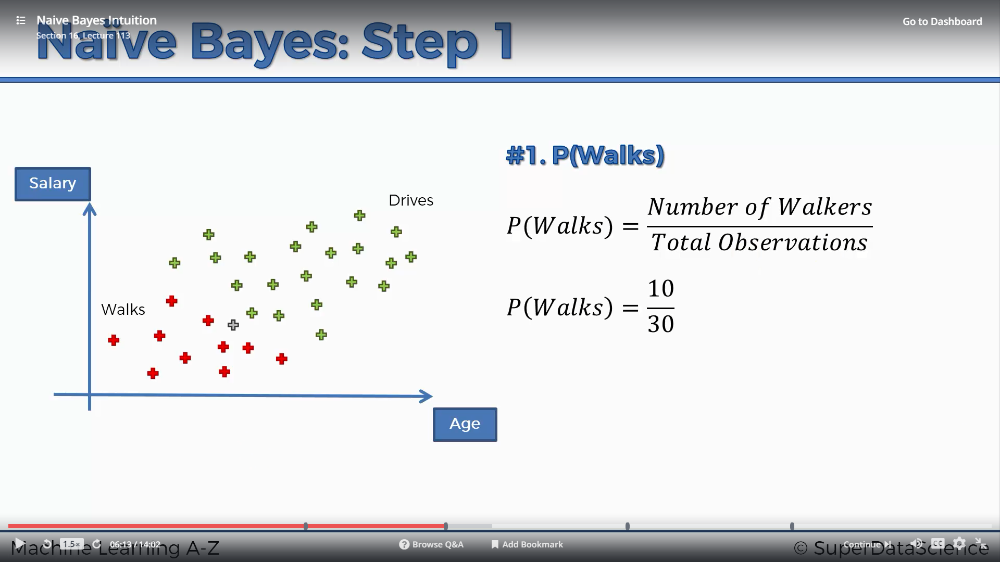 Naive Bayes Intuition
Go to Dashboard
Section 16, Lecture 113
Naïve Bayes: Step 1
#1. P(Walks)
Salary
Drives
P(Walks) = Number of Walkers
Total Observations
Walks
P(Walks) = 10
30
Age
1.5× 06:13 / 14:02 ? Browse Q&A Add Bookmark Continue CC
Machine Learning A-Z © SuperDataScience